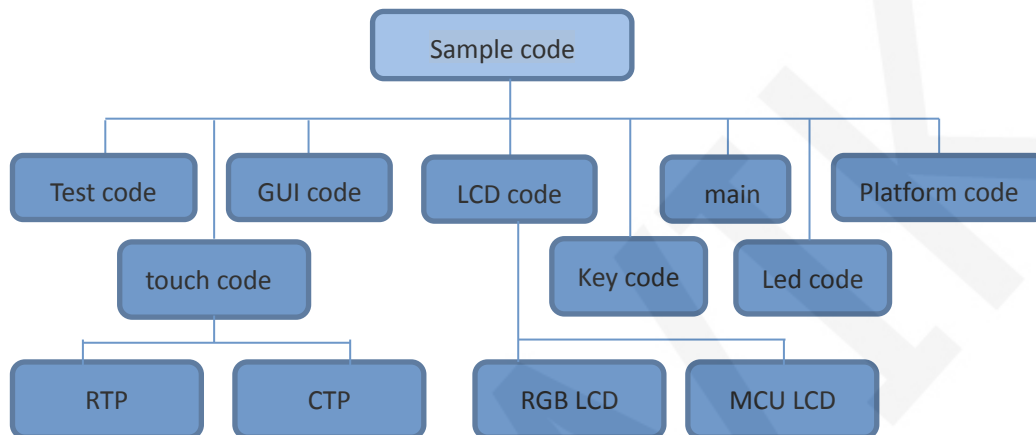 Sample code
Test code
GUI code
LCD code
main
Platform code
touch code
Key code
Led code
RTP
CTP
RGB LCD
MCU LCD